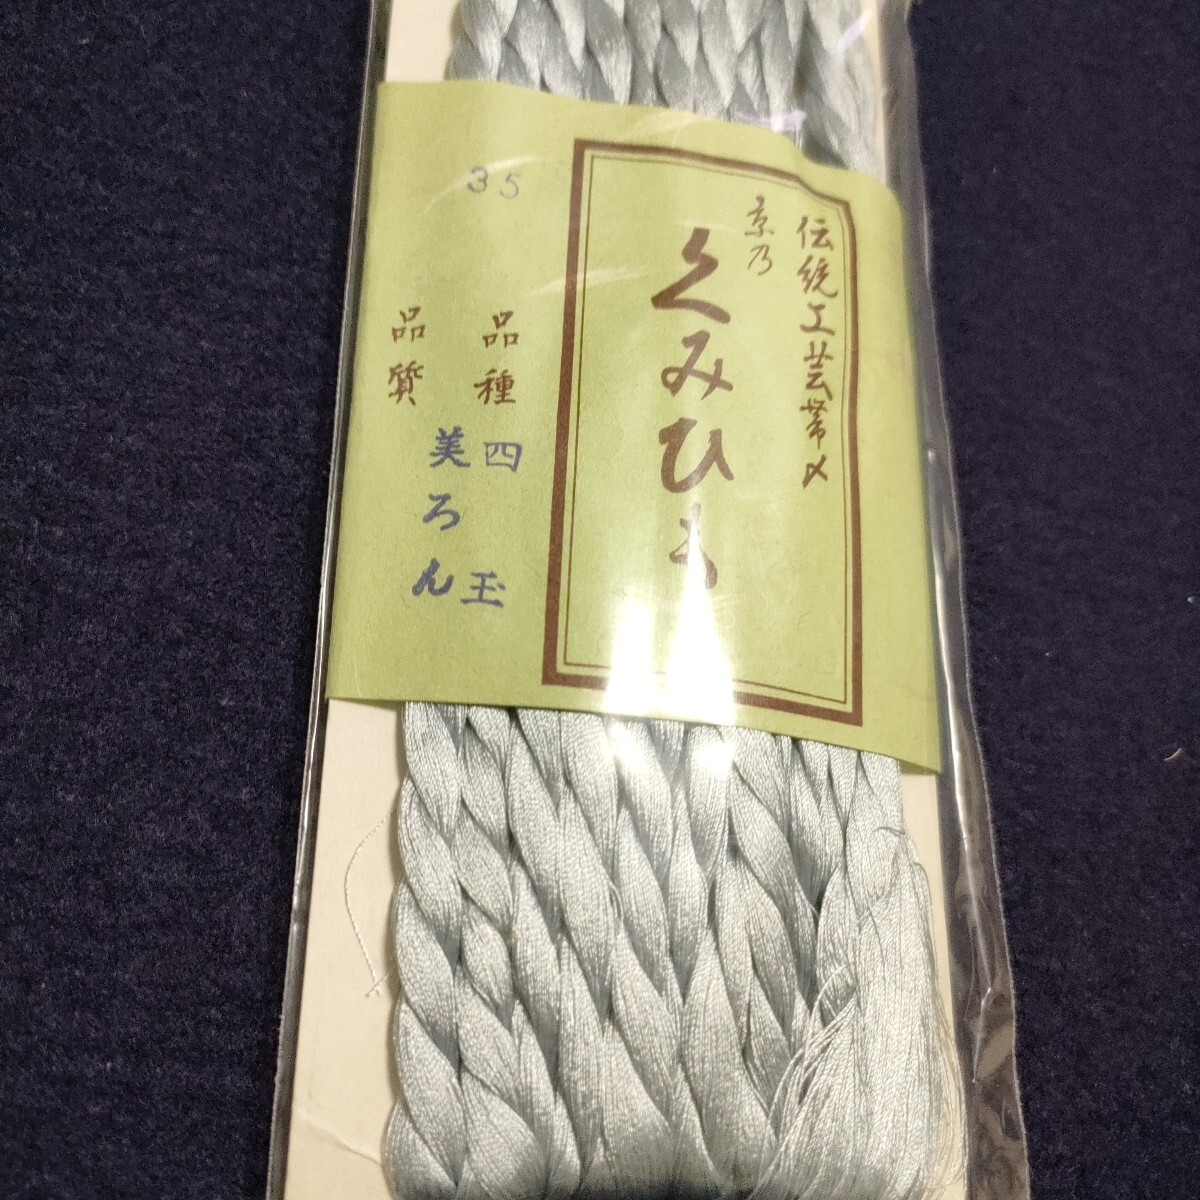 伝統工芸帯〆
京乃
くみひも
35
品種 四玉
品質 美ろん